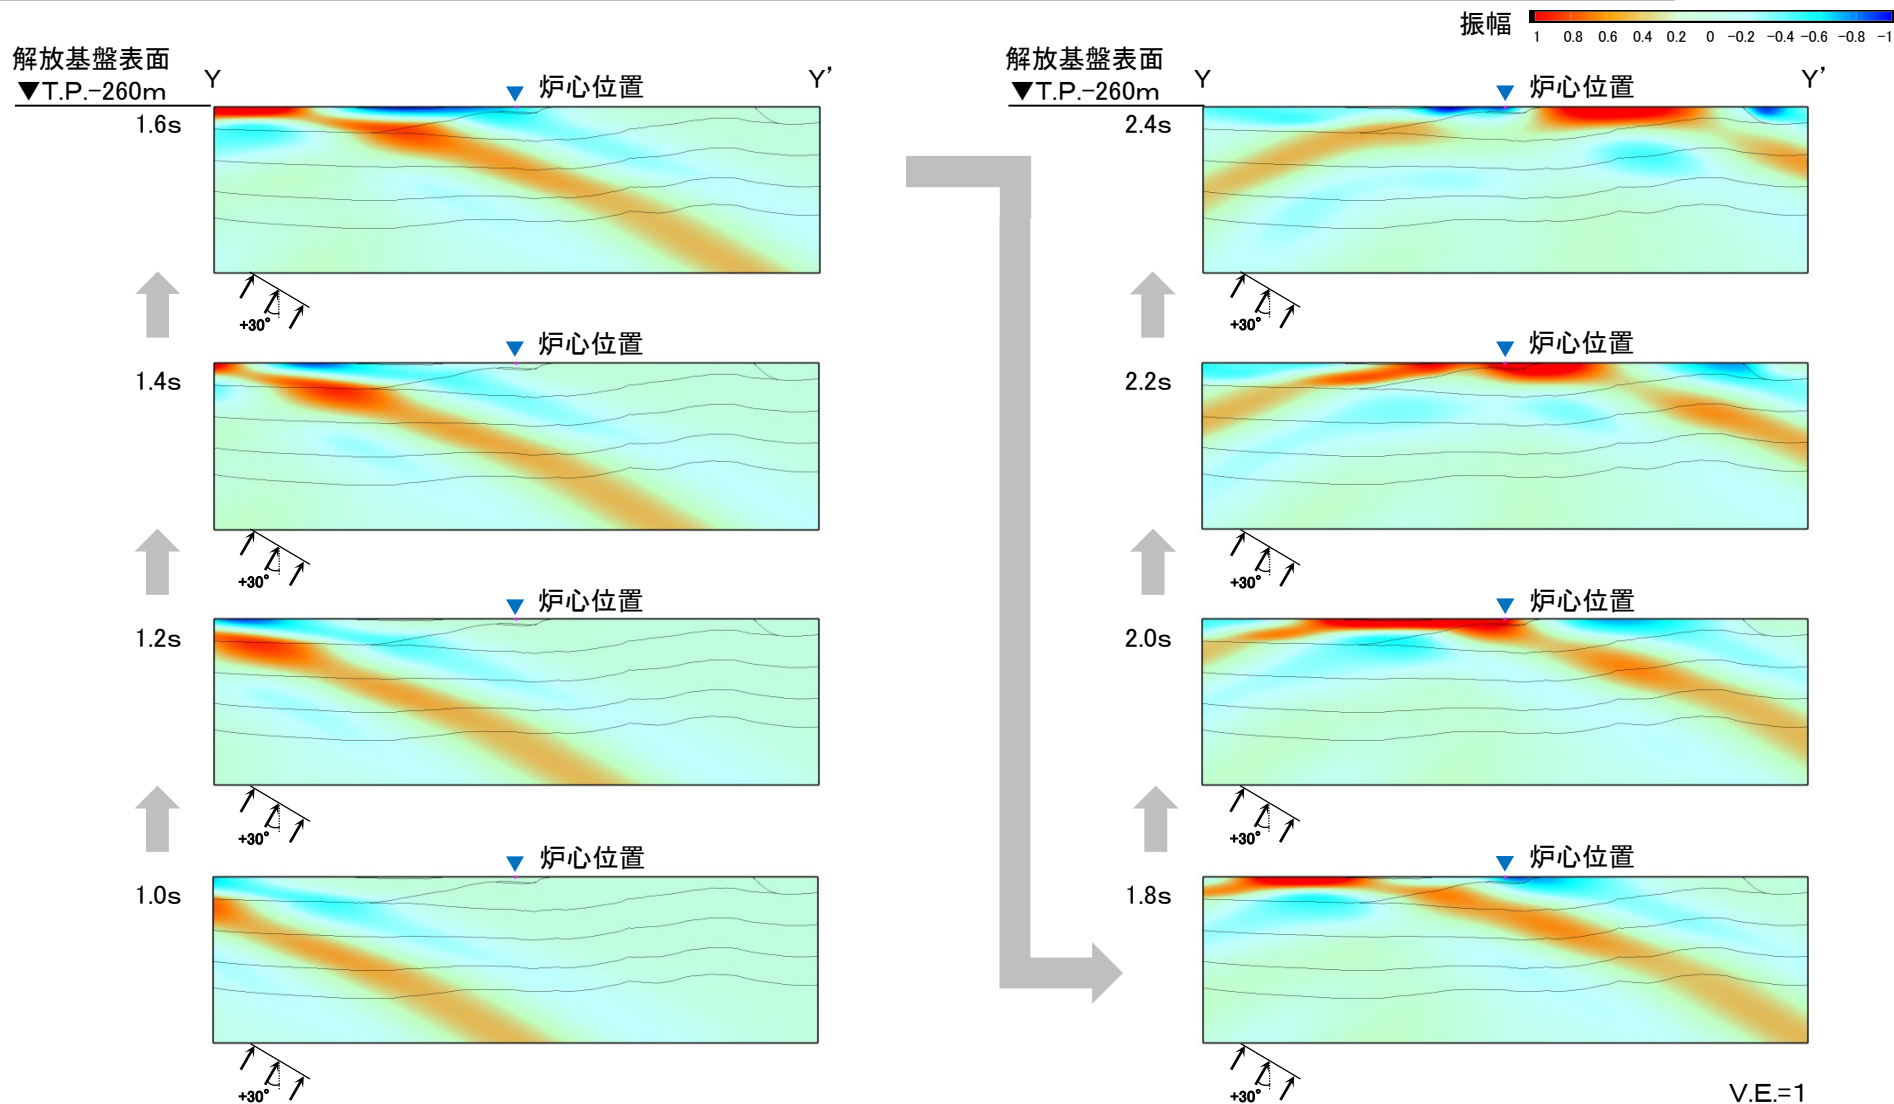 振幅
1 0.8 0.6 0.4 0.2 0 -0.2 -0.4 -0.6 -0.8 -1
解放基盤表面
▼T.P.-260m
Y
炉心位置
Y'
1.6s
+30°
炉心位置
1.4s
+30°
炉心位置
1.2s
+30°
炉心位置
1.0s
+30°
解放基盤表面
▼T.P.-260m
Y
炉心位置
Y'
2.4s
+30°
炉心位置
2.2s
+30°
炉心位置
2.0s
+30°
炉心位置
1.8s
+30°
V.E.=1